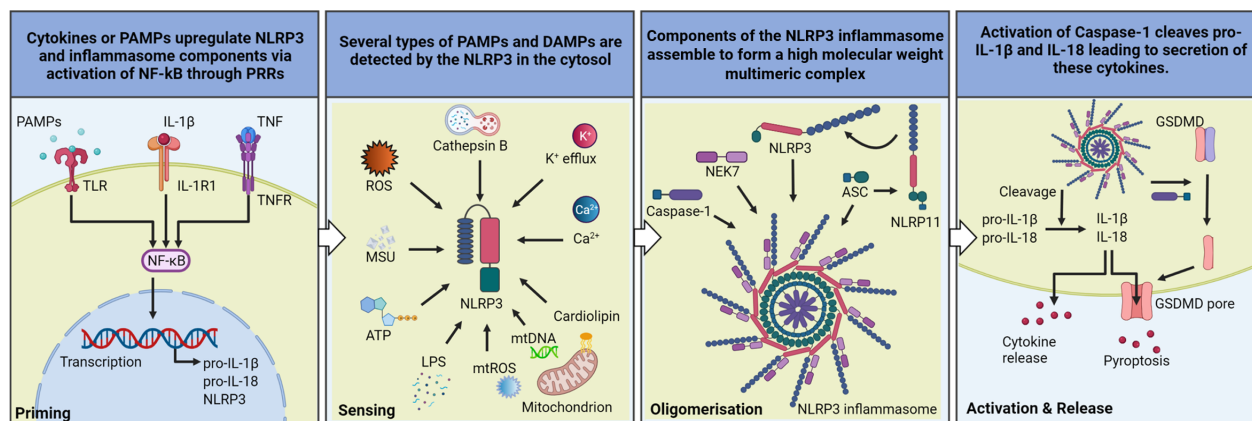 Cytokines or PAMPs upregulate NLRP3
and inflammasome components via
activation of NF-kB through PRRs
PAMPs
IL-1β
TNF
TLR
IL-1R1
TNFR
NF-κB
Transcription
pro-IL-1β
pro-IL-18
NLRP3
Priming
Several types of PAMPs and DAMPs are
detected by the NLRP3 in the cytosol
Cathepsin B
K⁺
K⁺ efflux
ROS
Ca²⁺
Ca²⁺
MSU
NLRP3
ATP
Cardiolipin
mtDNA
LPS
mtROS
Mitochondrion
Sensing
Components of the NLRP3 inflammasome
assemble to form a high molecular weight
multimeric complex
NLRP3
NEK7
ASC
Caspase-1
NLRP11
NLRP3 inflammasome
Oligomerisation
Activation of Caspase-1 cleaves pro-
IL-1β and IL-18 leading to secretion of
these cytokines.
GSDMD
Cleavage
pro-IL-1β
pro-IL-18
IL-1β
IL-18
GSDMD pore
Cytokine
release
Pyroptosis
Activation & Release